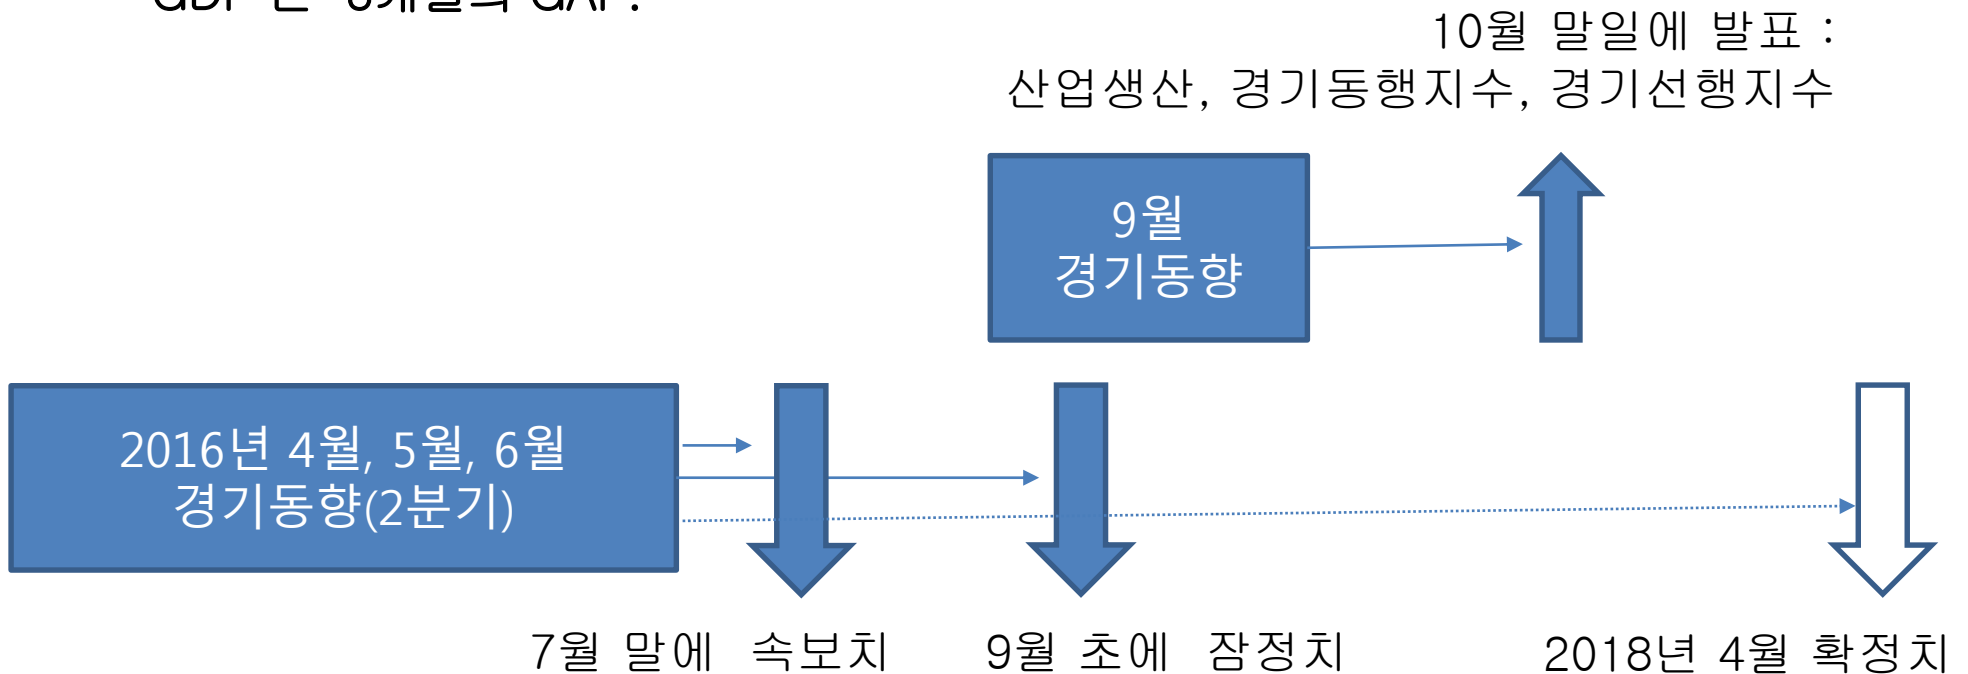 10월 말일에 발표 :
산업생산, 경기동행지수, 경기선행지수
9월
경기동향
2016년 4월, 5월, 6월
경기동향(2분기)
7월 말에 속보치
9월 초에 잠정치
2018년 4월 확정치